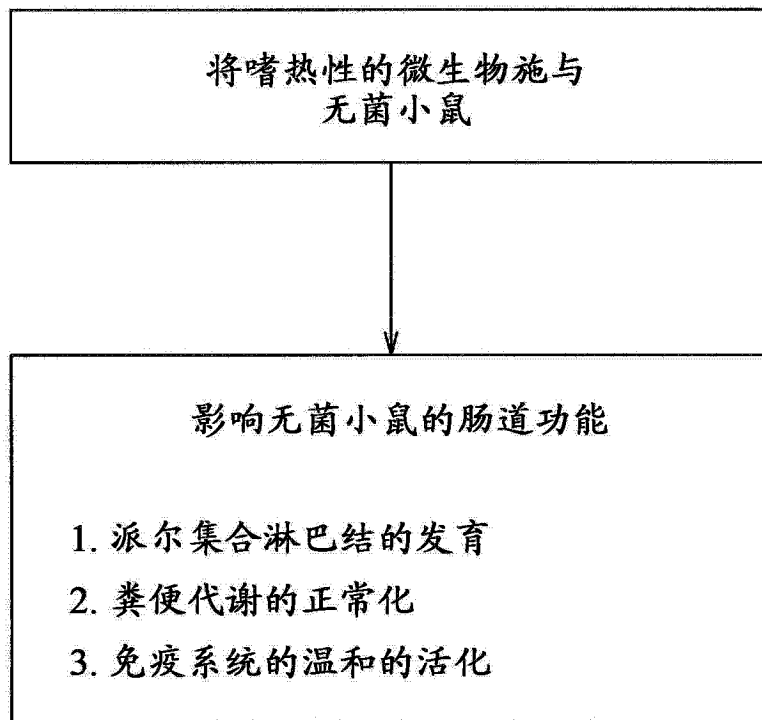 将嗜热性的微生物施与
无菌小鼠
影响无菌小鼠的肠道功能
1. 派尔集合淋巴结的发育
2. 粪便代谢的正常化
3. 免疫系统的温和的活化